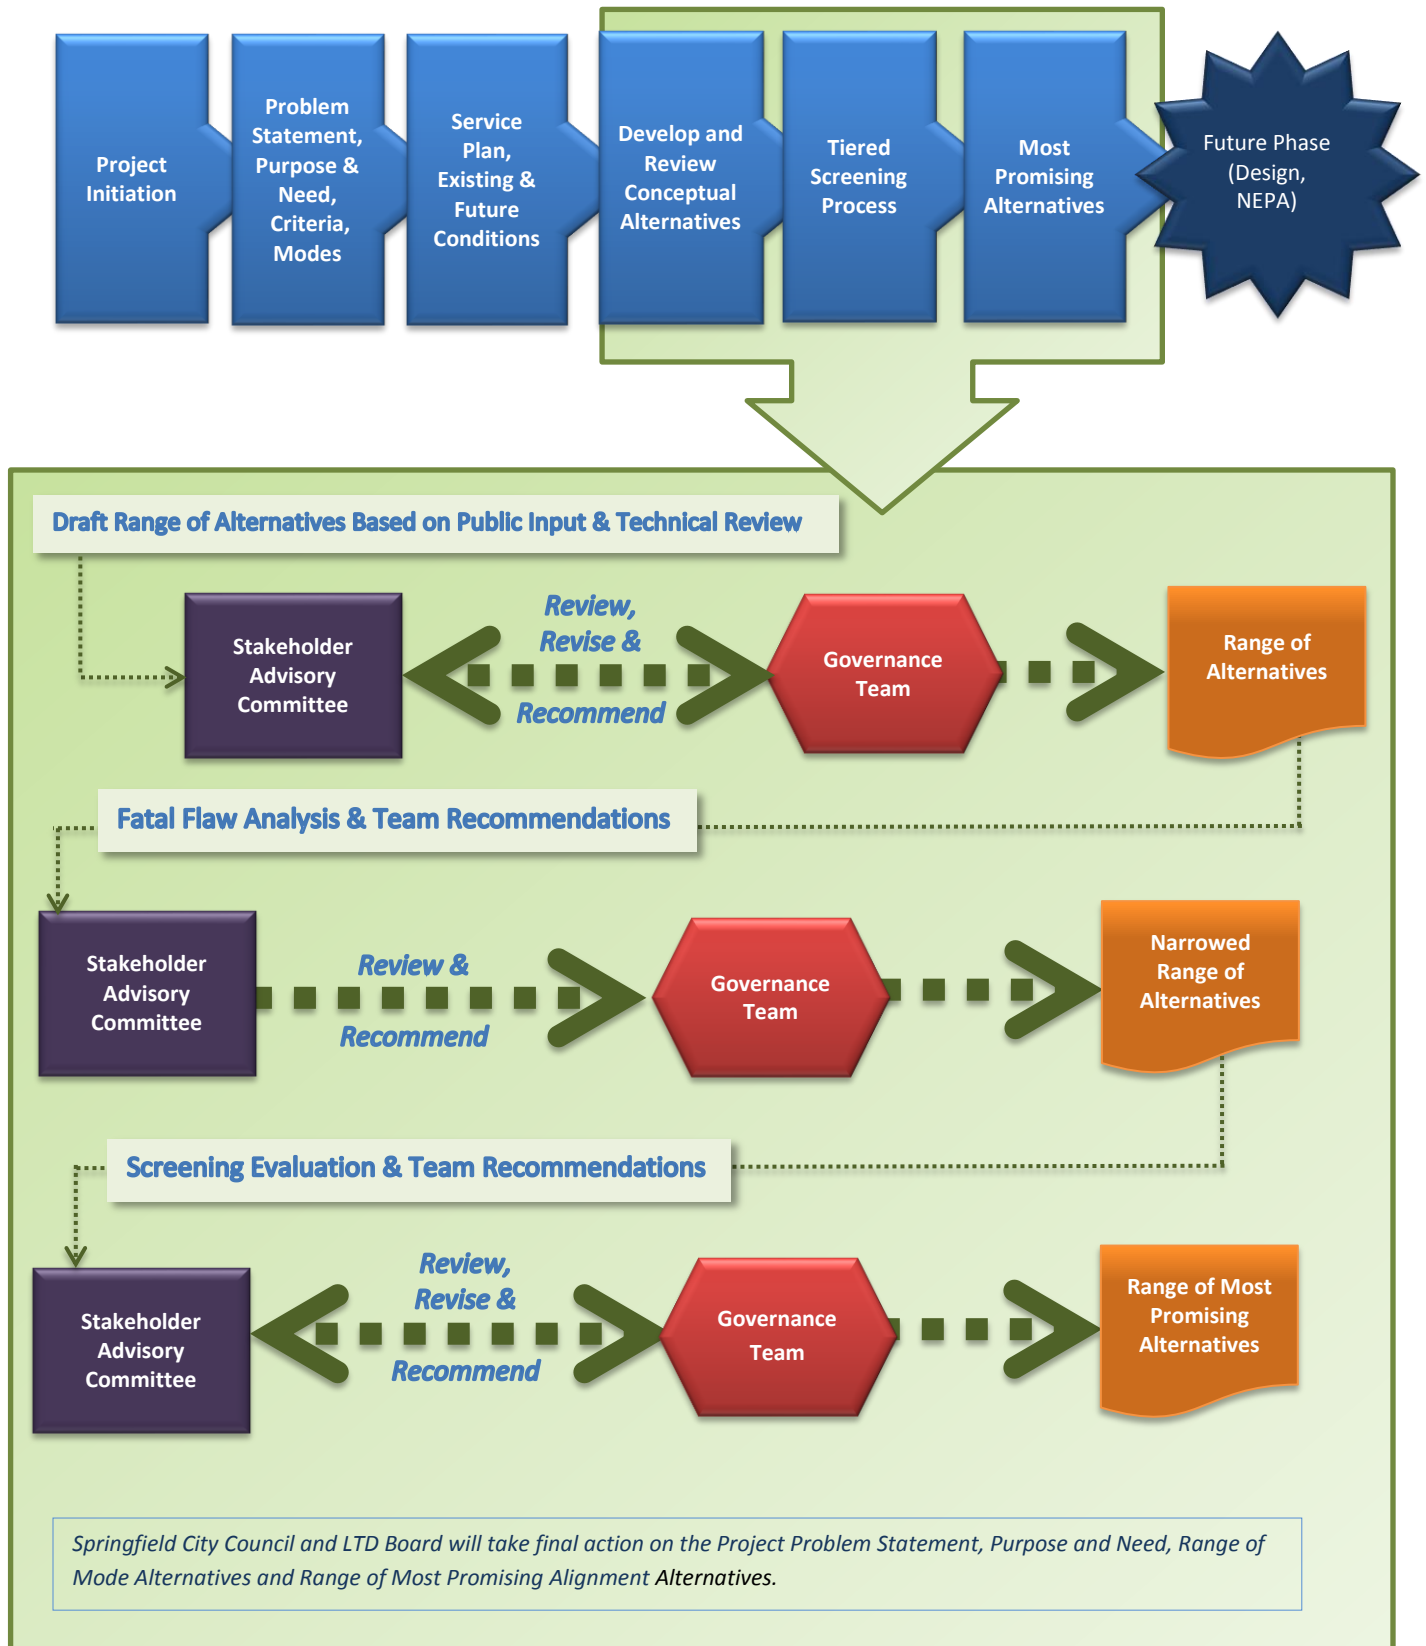 Project
Initiation
Problem
Statement,
Purpose &
Need,
Criteria,
Modes
Service
Plan,
Existing &
Future
Conditions
Develop and
Review
Conceptual
Alternatives
Tiered
Screening
Process
Most
Promising
Alternatives
Future Phase
(Design,
NEPA)
Draft Range of Alternatives Based on Public Input & Technical Review
Stakeholder
Advisory
Committee
Review,
Revise &
Recommend
Governance
Team
Range of
Alternatives
Fatal Flaw Analysis & Team Recommendations
Stakeholder
Advisory
Committee
Review &
Recommend
Governance
Team
Narrowed
Range of
Alternatives
Screening Evaluation & Team Recommendations
Stakeholder
Advisory
Committee
Review,
Revise &
Recommend
Governance
Team
Range of Most
Promising
Alternatives
Springfield City Council and LTD Board will take final action on the Project Problem Statement, Purpose and Need, Range of
Mode Alternatives and Range of Most Promising Alignment Alternatives.